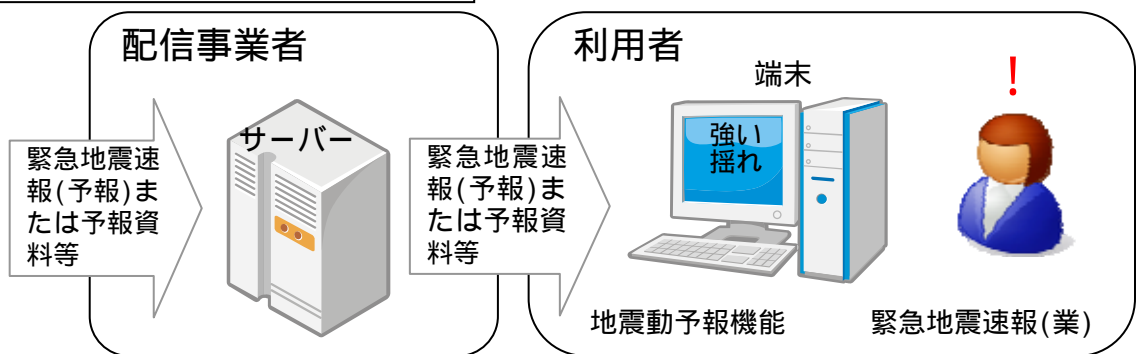 配信事業者
サーバー
緊急地震速
報(予報)ま
たは予報資
料等
緊急地震速
報(予報)ま
たは予報資
料等
利用者
端末
強い
揺れ
!
地震動予報機能
緊急地震速報(業)